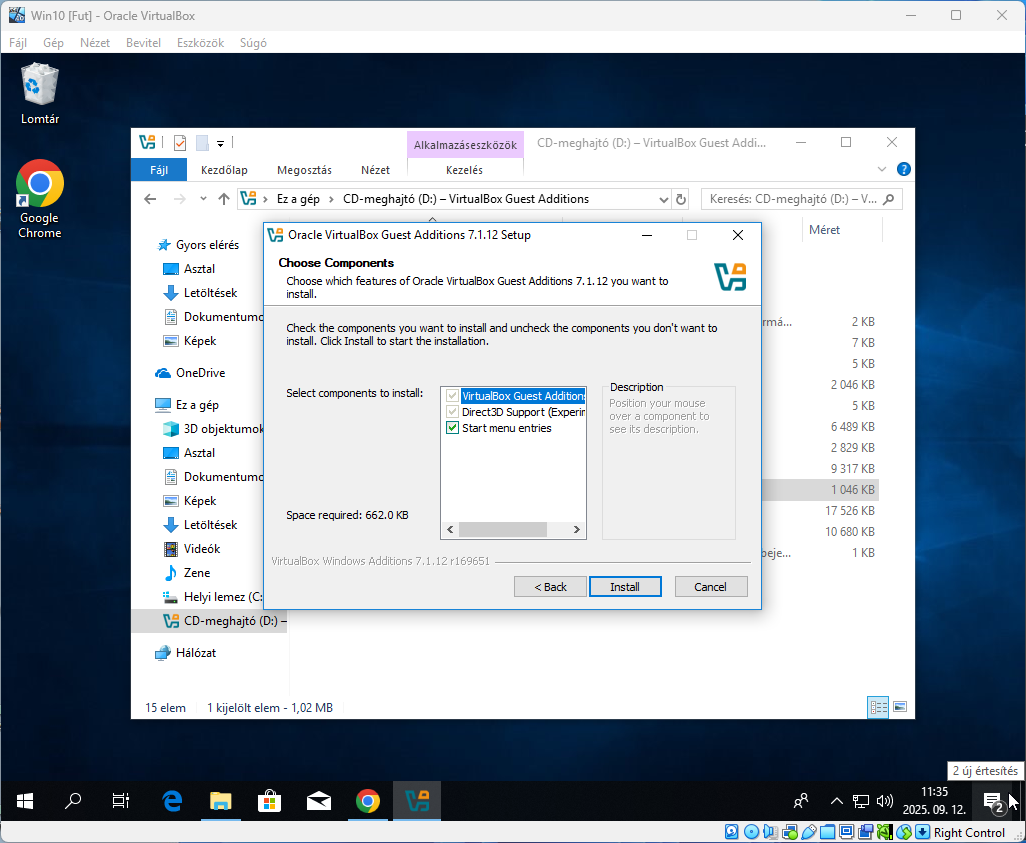 Win10 [Fut] - Oracle VirtualBox
Fájl Gép Nézet Bevitel Eszközök Súgó
Lomtár
Google
Chrome
Alkalmazáseszközök
CD-meghajtó (D:) – VirtualBox Guest Addi...
Fájl Kezdőlap Megosztás Nézet Kezelés
Ez a gép CD-meghajtó (D:) – VirtualBox Guest Additions
Keresés: CD-meghajtó (D:) – V...
Méret
Gyors elérés
Asztal
Letöltések
Képek
OneDrive
Ez a gép
3D objektumok
Asztal
Képek
Letöltések
Videók
Zene
Helyi lemez (C:
CD-meghajtó (D:) –
Hálózat
2 KB
7 KB
5 KB
2 046 KB
5 KB
6 489 KB
2 829 KB
9 317 KB
1 046 KB
17 526 KB
10 680 KB
1 KB
Oracle VirtualBox Guest Additions 7.1.12 Setup
Choose Components
Choose which features of Oracle VirtualBox Guest Additions 7.1.12 you want to
install.
Check the components you want to install and uncheck the components you don't want to
install. Click Install to start the installation.
Select components to install:
VirtualBox Guest Additions
Direct3D Support (Experir
Start menu entries
Description
Position your mouse
over a component to
see its description.
Space required: 662.0 KB
VirtualBox Windows Additions 7.1.12 r169651
< Back Install Cancel
15 elem 1 kijelölt elem - 1,02 MB
2 új értesítés
11:35
2025. 09. 12.
2
Right Control